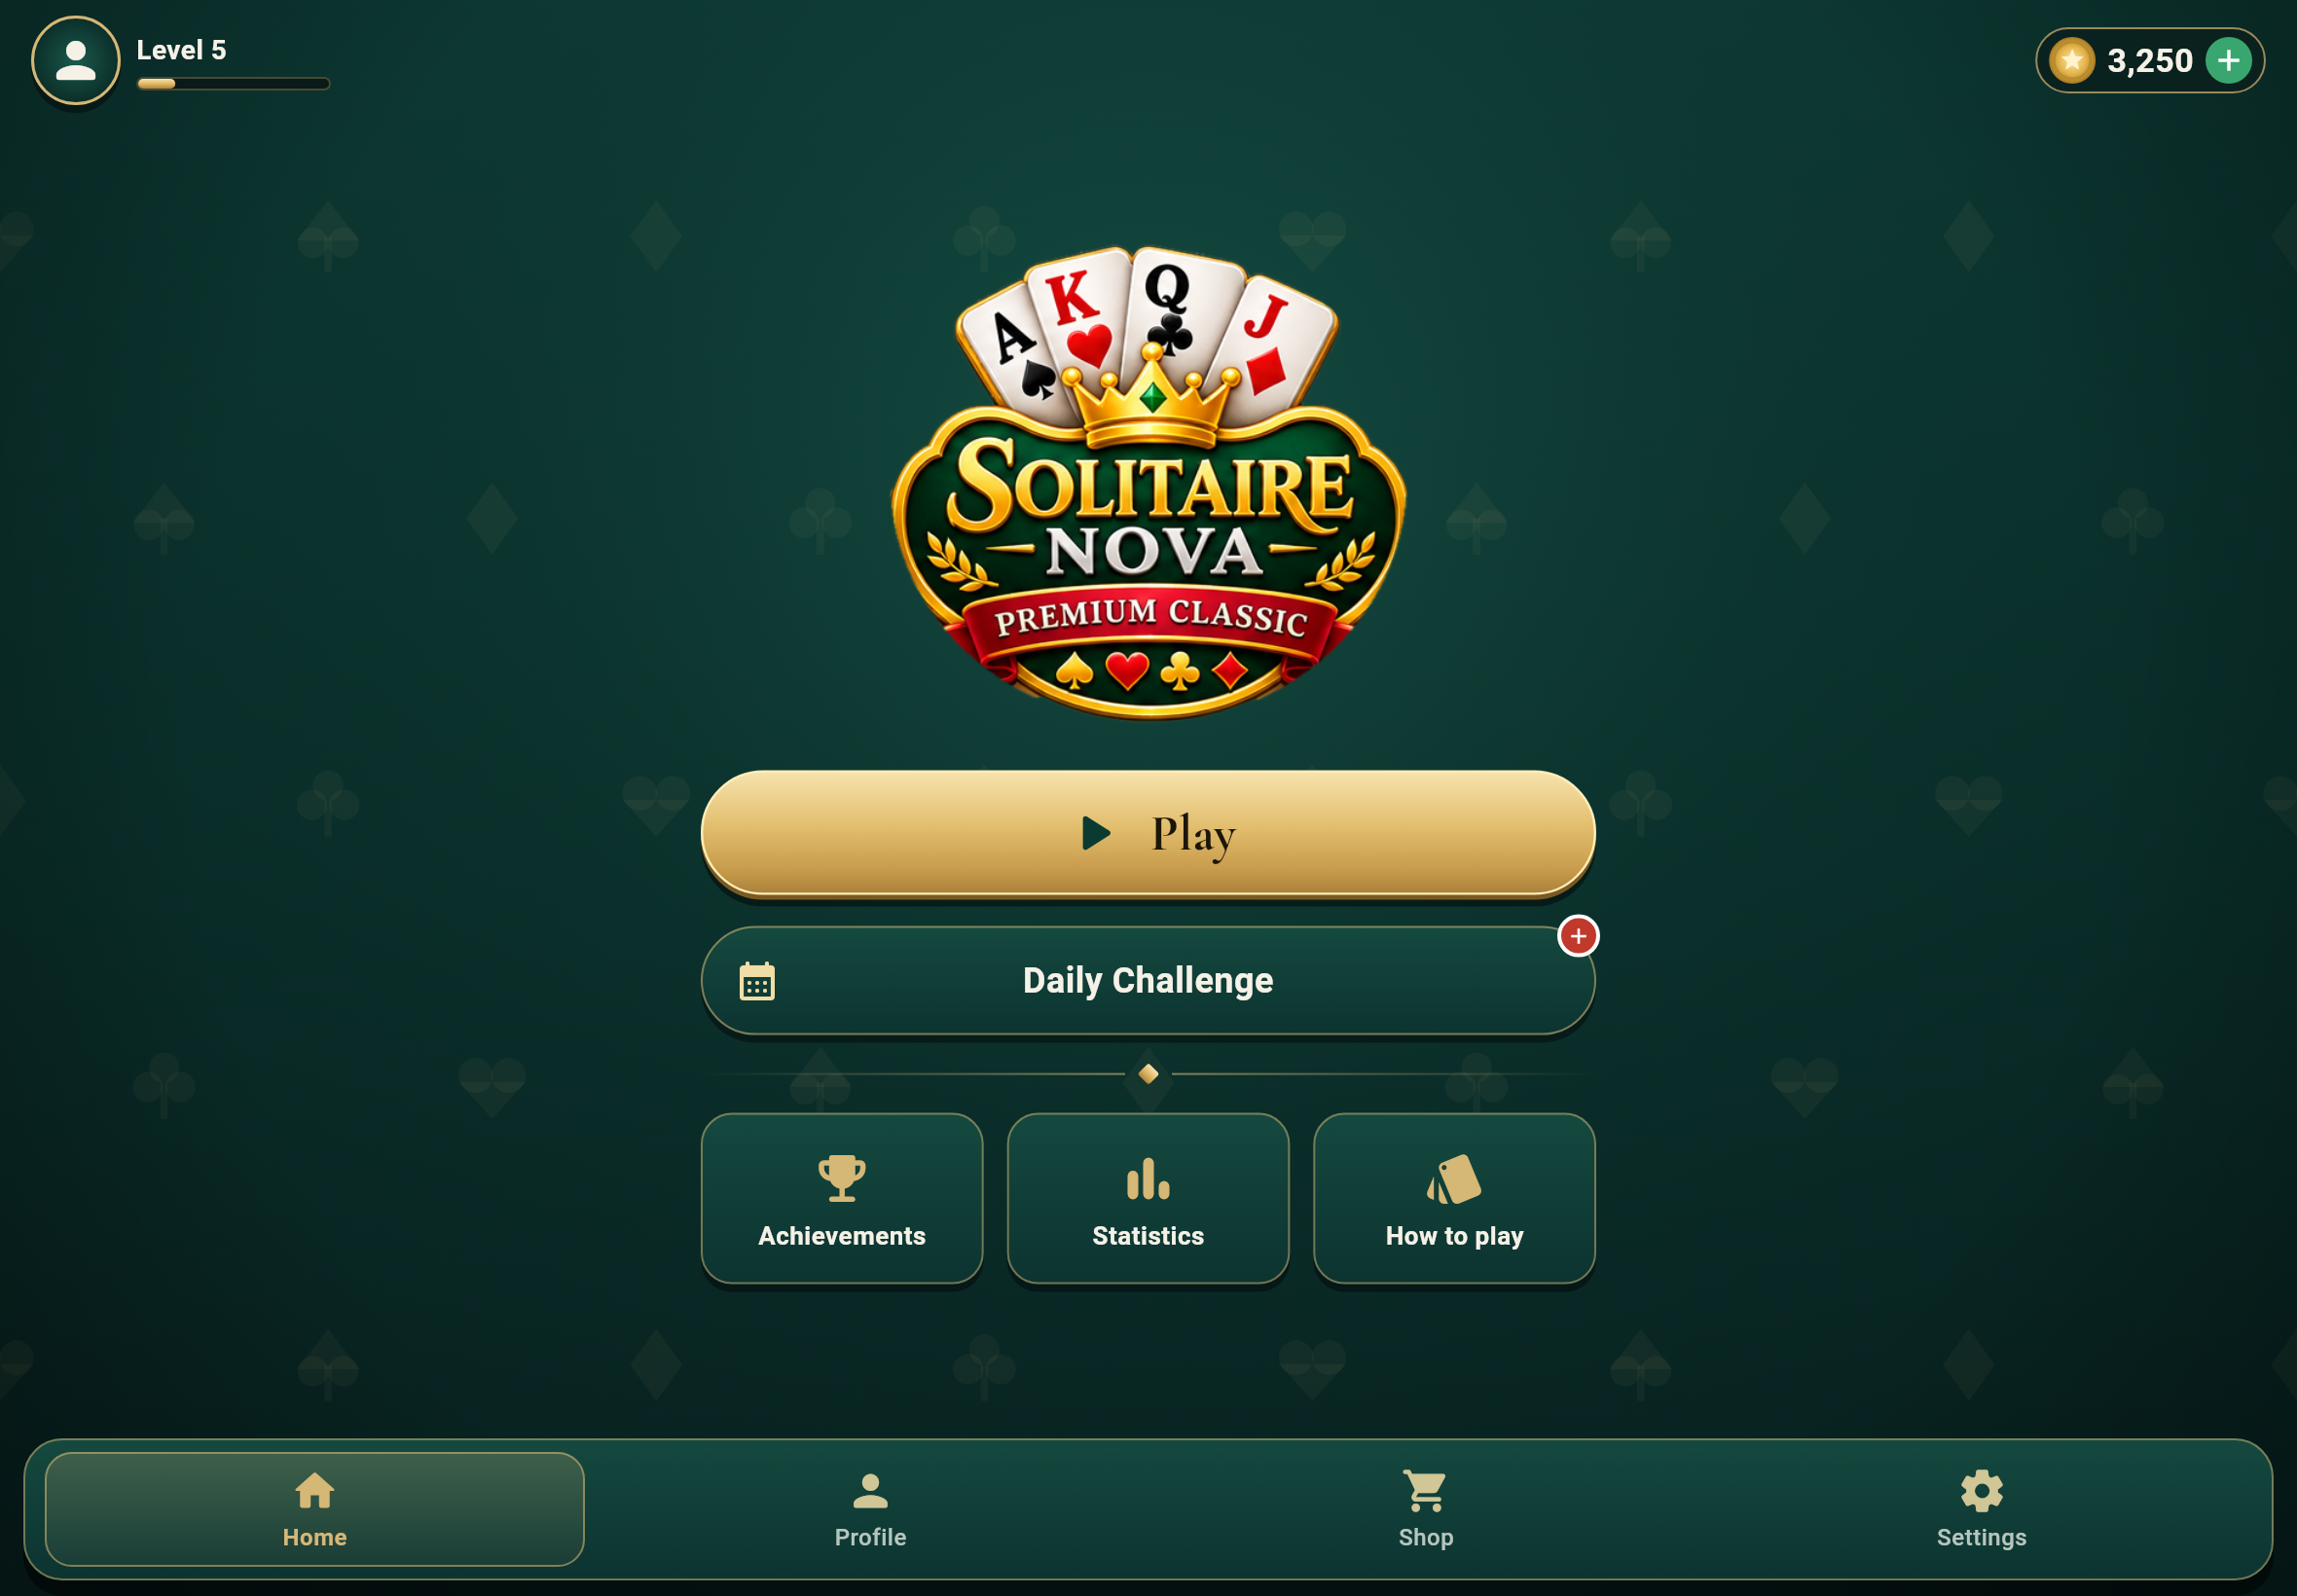 Level 5
3,250
A
K
Q
J
SOLITAIRE
NOVA
PREMIUM CLASSIC
Play
Daily Challenge
Achievements
Statistics
How to play
Home
Profile
Shop
Settings